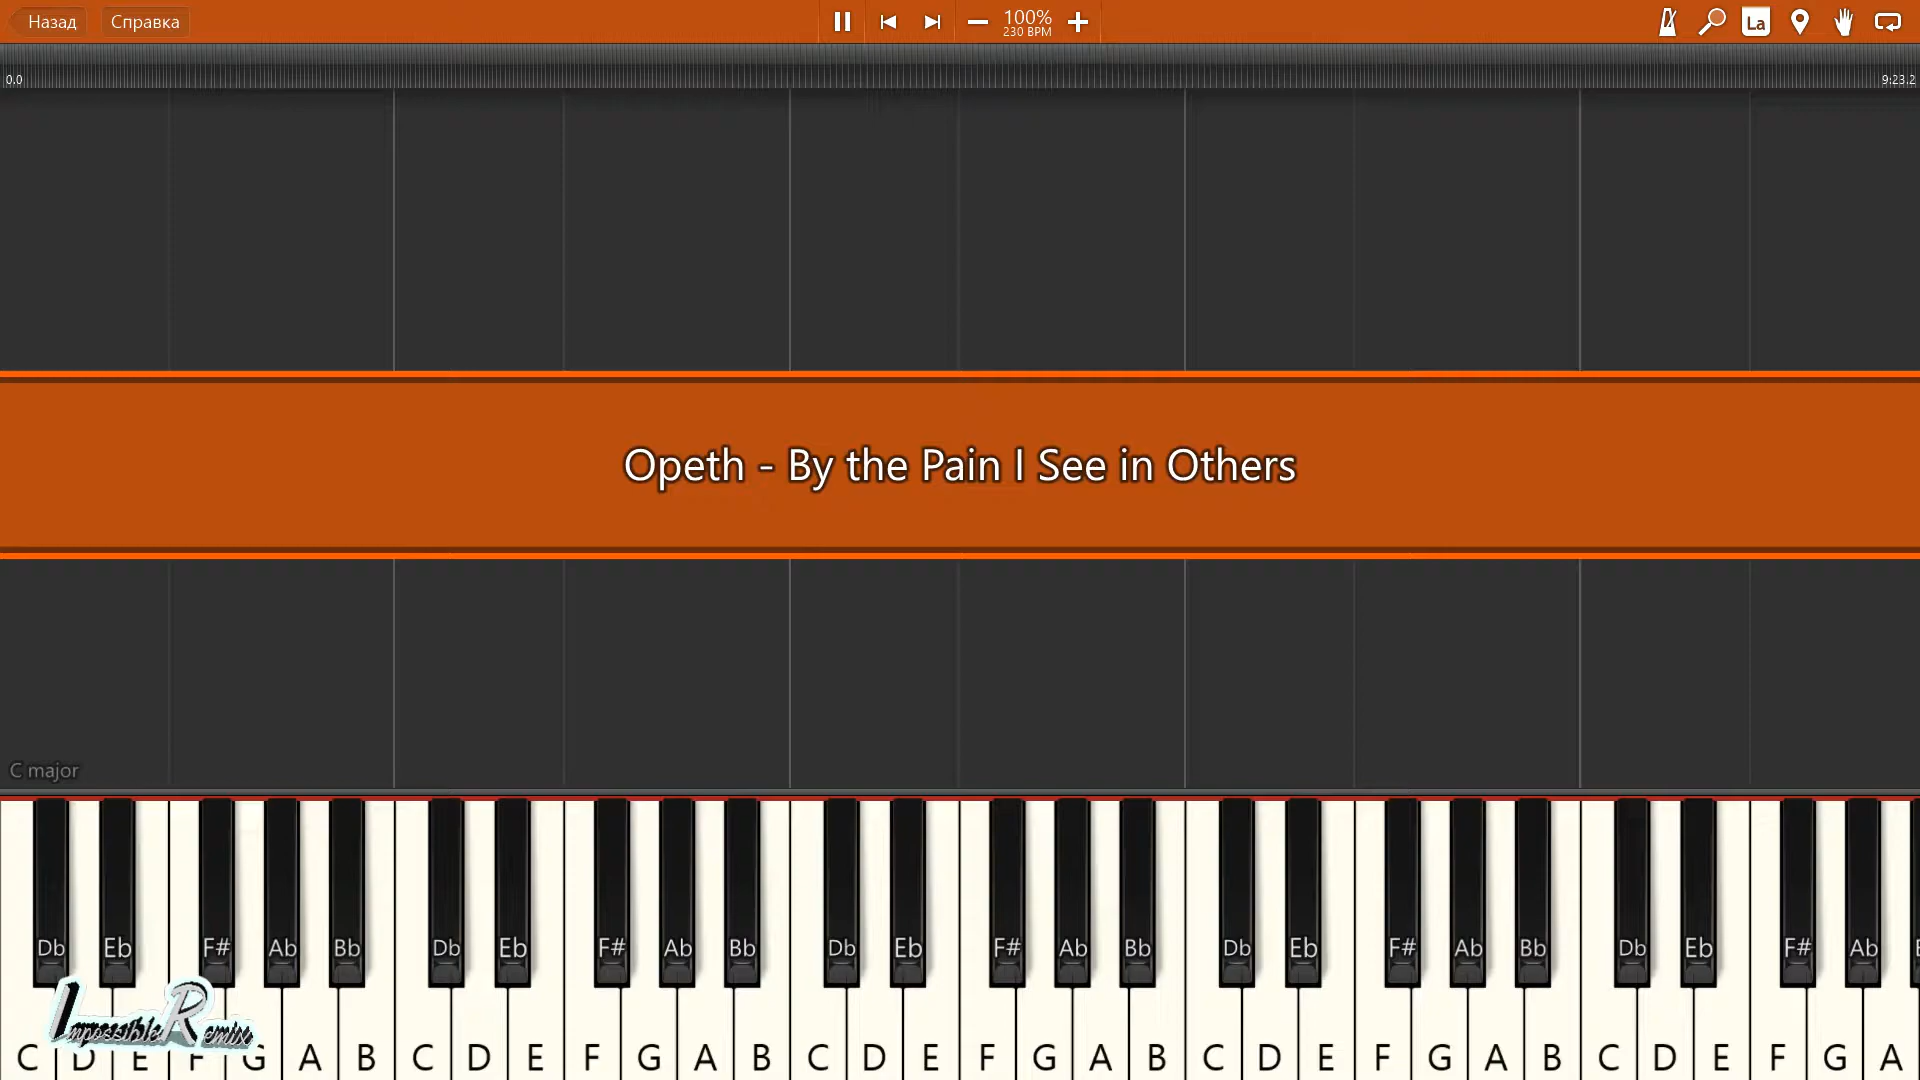 Назад Справка 100% 230 BPM La
0.0 9:23.2
Opeth - By the Pain I See in Others
C major
Db Eb F# Ab Bb Db Eb F# Ab Bb Db Eb F# Ab Bb Db Eb F# Ab Bb Db Eb F# Ab
Impossible Remix
C D E F G A B C D E F G A B C D E F G A B C D E F G A B C D E F G A